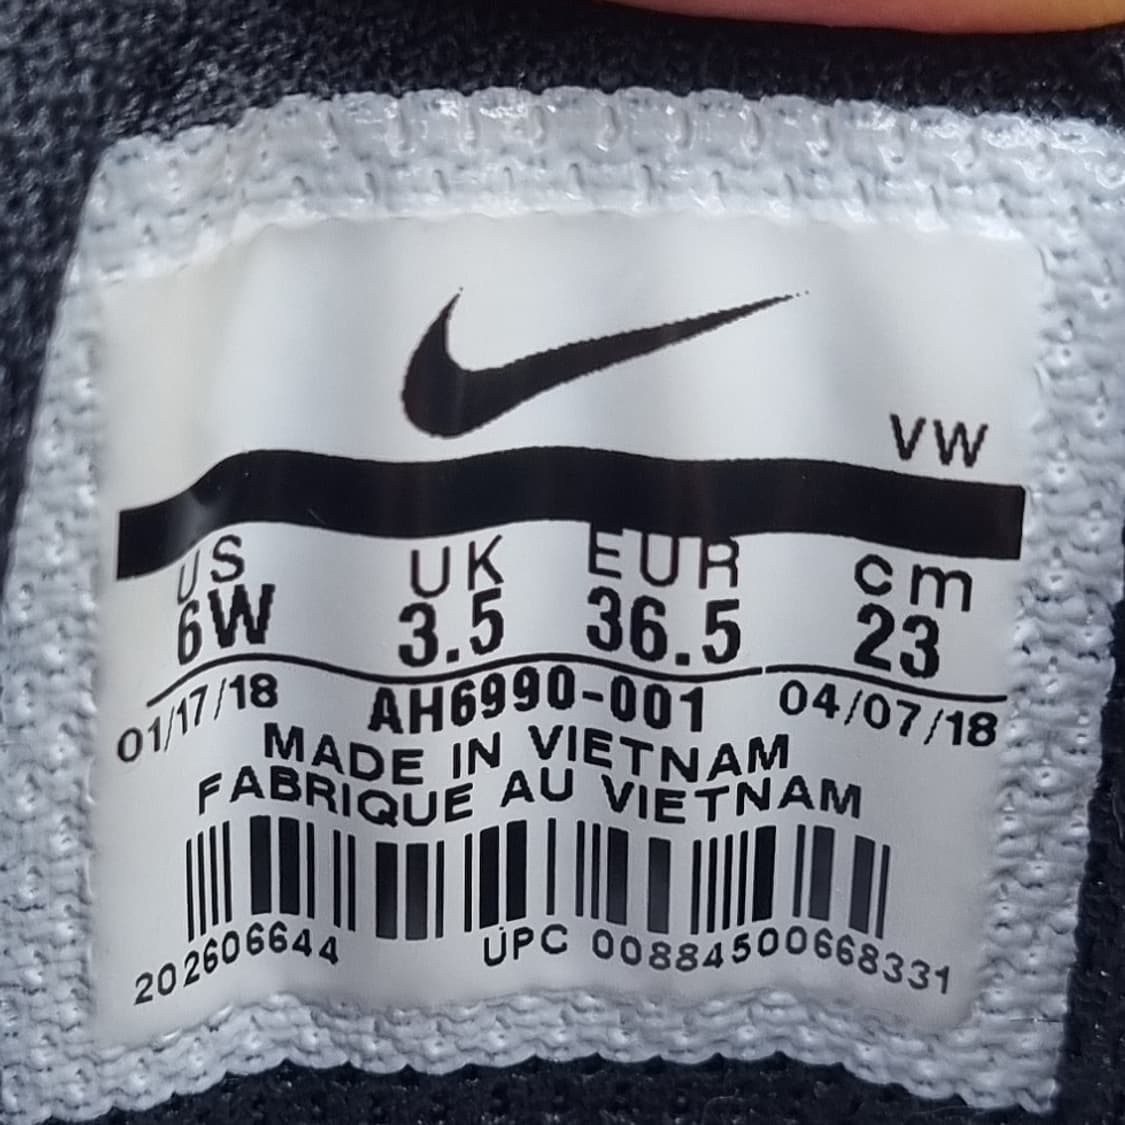 VW
US UK EUR cm
6W 3.5 36.5 23
01/17/18 AH6990-001 04/07/18
MADE IN VIETNAM
FABRIQUE AU VIETNAM
202606644 UPC 00884500668331